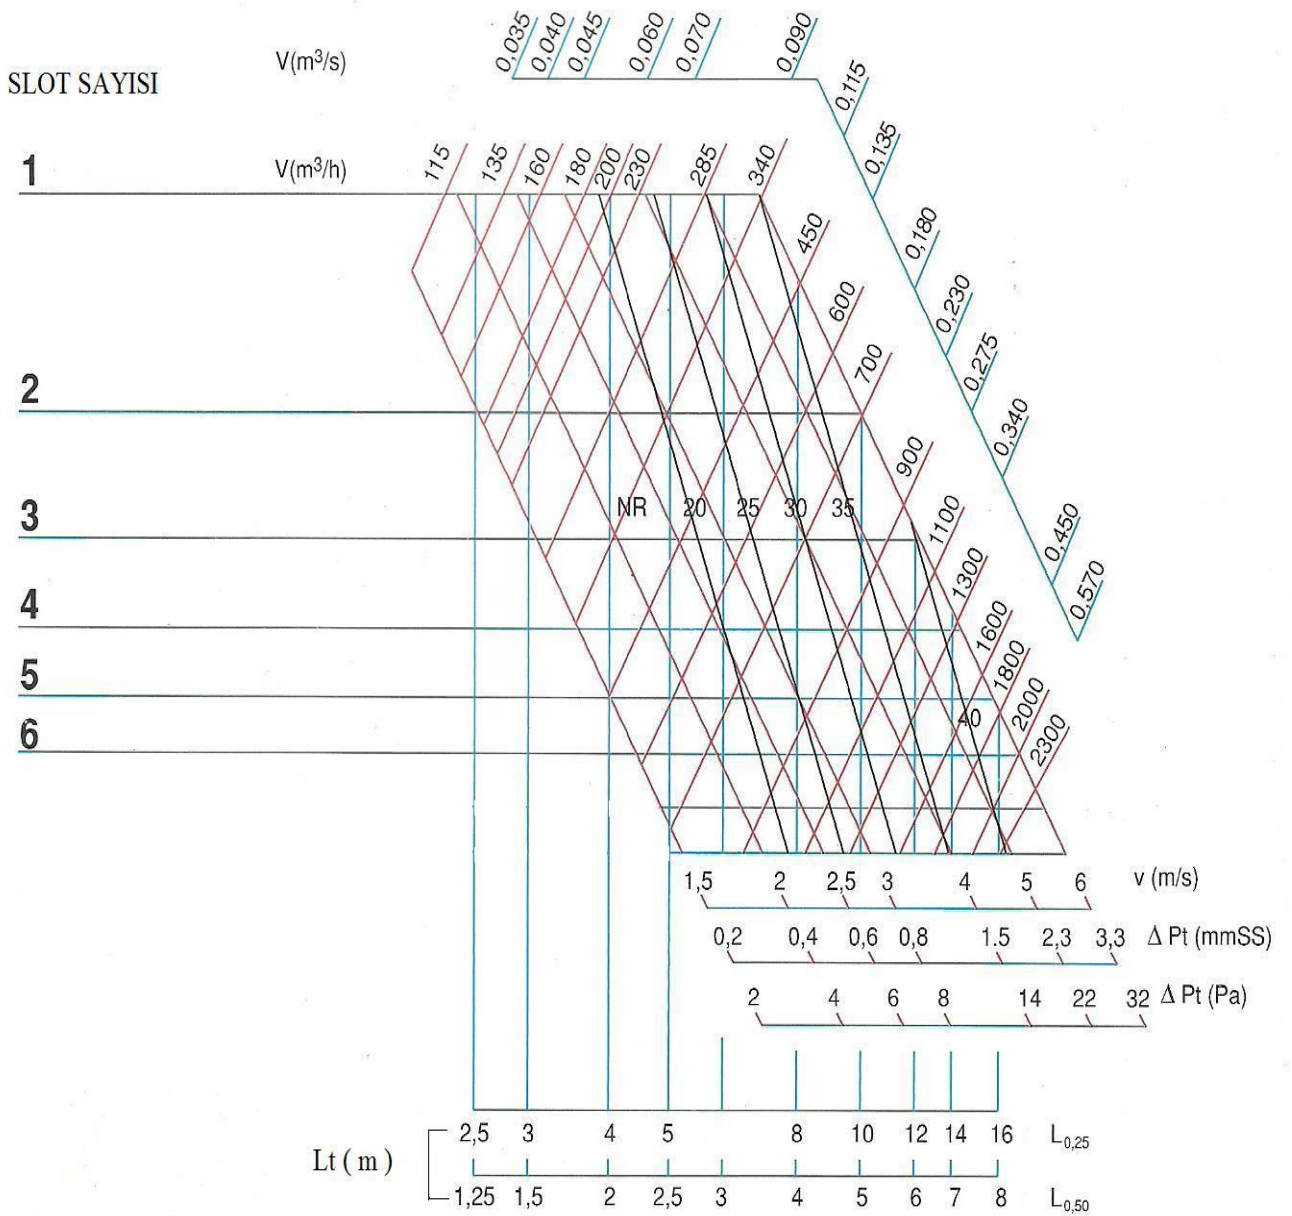 0,035 0,040 0,045 0,060 0,070 0,090
V(m³/s)
SLOT SAYISI
0,115
0,135
1 V(m³/h) 115 135 160 180 200 230 285 340
0,180
450
0,230
600
0,275
700
2
0,340
900
3 NR 20 25 30 35
1100
0,450
1300
0,570
4
1600
5
1800
40
2000
6
2300
1,5 2 2,5 3 4 5 6 v (m/s)
0,2 0,4 0,6 0,8 1.5 2,3 3,3 Δ Pt (mmSS)
2 4 6 8 14 22 32 Δ Pt (Pa)
2,5 3 4 5 8 10 12 14 16 L0,25
Lt ( m )
1,25 1,5 2 2,5 3 4 5 6 7 8 L0,50